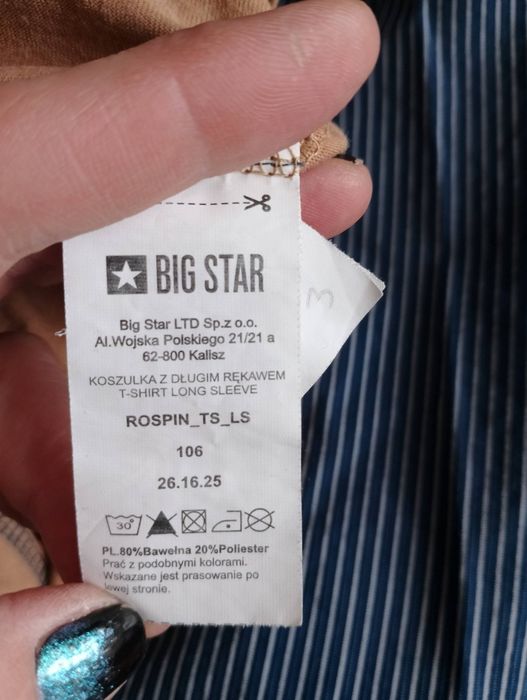 BIG STAR
Big Star LTD Sp.z o.o.
Al.Wojska Polskiego 21/21 a
62-800 Kalisz
KOSZULKA Z DŁUGIM RĘKAWEM
T-SHIRT LONG SLEEVE
ROSPIN_TS_LS
106
26.16.25
30°
PL.80%Bawełna 20%Poliester
Prać z podobnymi kolorami.
Wskazane jest prasowanie po
lewej stronie.